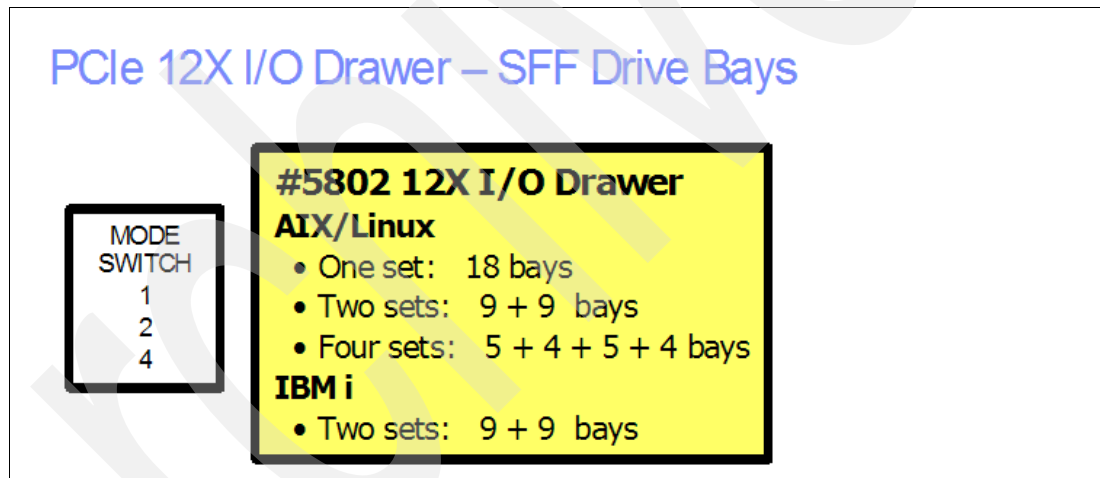 PCIe 12X I/O Drawer – SFF Drive Bays
MODE
SWITCH
1
2
4
#5802 12X I/O Drawer
AIX/Linux
• One set: 18 bays
• Two sets: 9 + 9 bays
• Four sets: 5 + 4 + 5 + 4 bays
IBM i
• Two sets: 9 + 9 bays